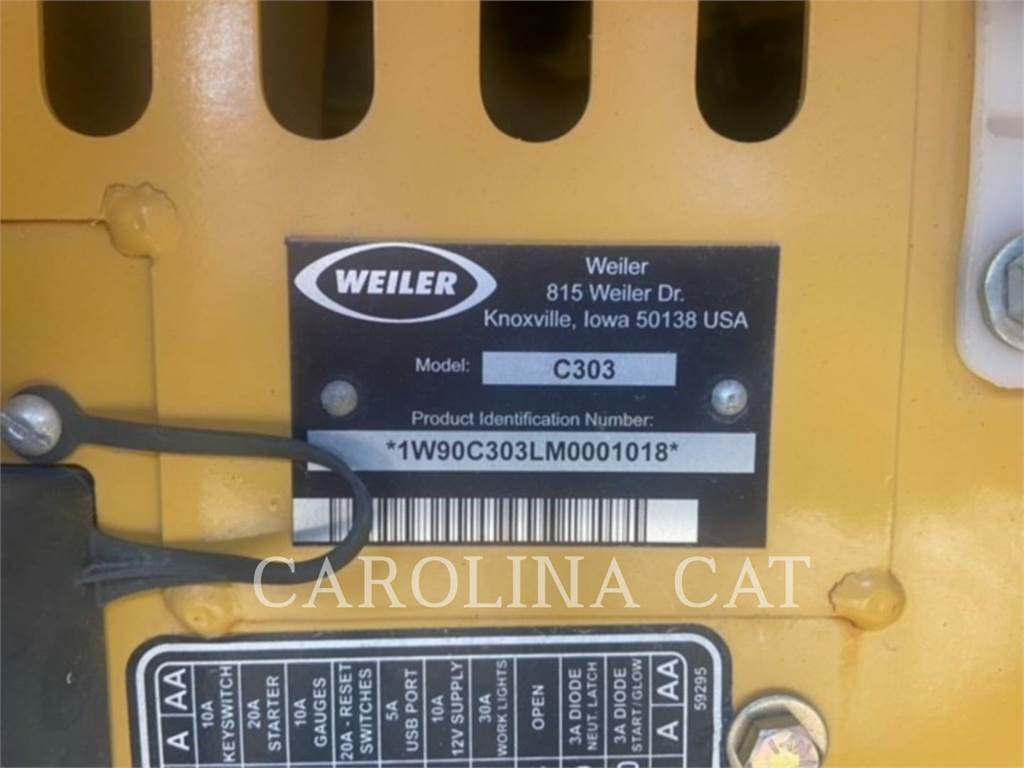 WEILER
Weiler
815 Weiler Dr.
Knoxville, Iowa 50138 USA
Model: C303
Product Identification Number:
*1W90C303LM0001018*
CAROLINA CAT
A AA
10A KEYSWITCH
20A STARTER
10A GAUGES
20A - RESET SWITCHES
5A USB PORT
10A 12V SUPPLY
30A WORK LIGHTS
OPEN
3A DIODE NEUT. LATCH
3A DIODE START/GLOW
A AA
59295